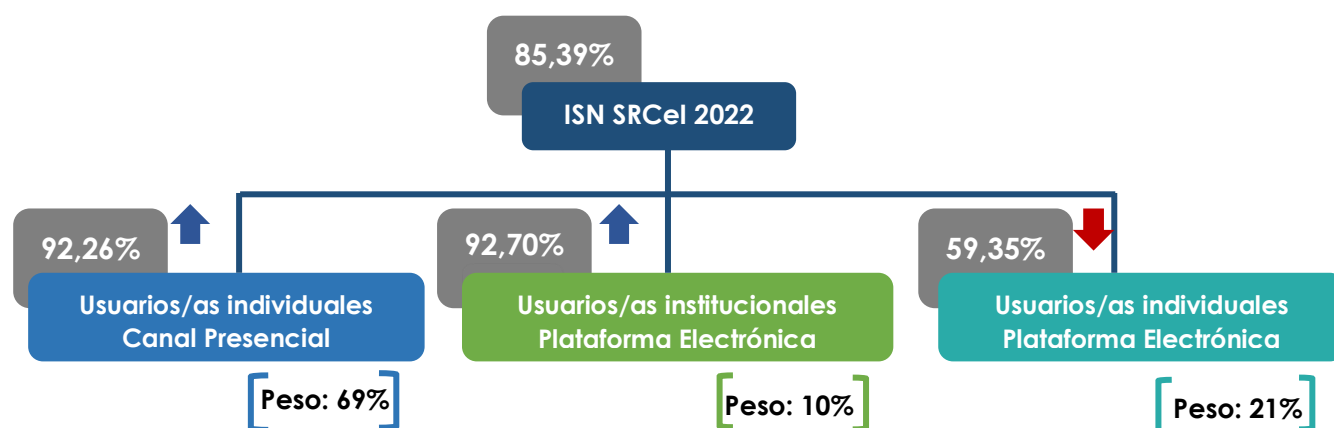 85,39%
ISN SRCeI 2022
92,26%
Usuarios/as individuales
Canal Presencial
Peso: 69%
92,70%
Usuarios/as institucionales
Plataforma Electrónica
Peso: 10%
59,35%
Usuarios/as individuales
Plataforma Electrónica
Peso: 21%